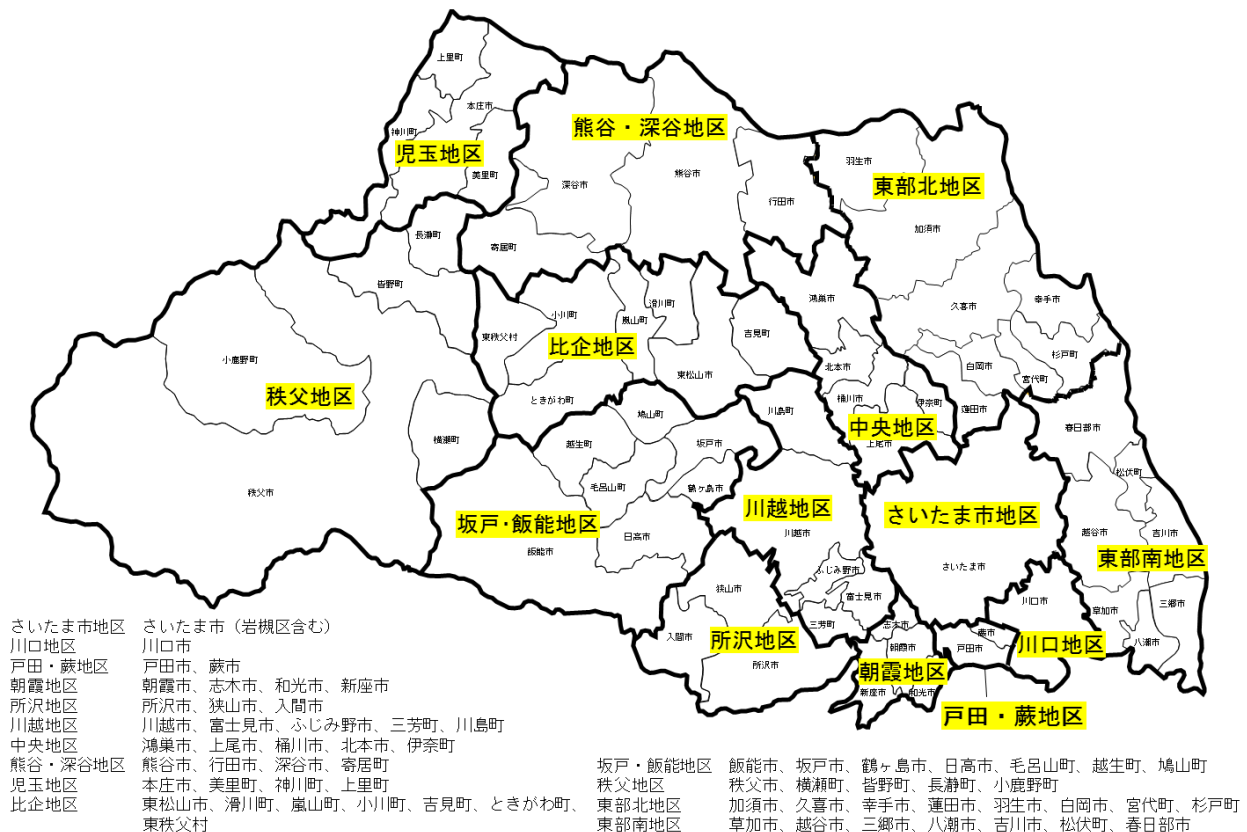 上里町
本庄市
神川町
児玉地区
美里町
熊谷・深谷地区
深谷市
熊谷市
行田市
寄居町
羽生市
東部北地区
加須市
久喜市
幸手市
杉戸町
白岡市
宮代町
蓮田市
長瀞町
皆野町
小鹿野町
秩父地区
横瀬町
秩父市
小川町
嵐山町
滑川町
吉見町
東秩父村
比企地区
東松山市
ときがわ町
鴻巣市
北本市
桶川市
伊奈町
中央地区
上尾市
鳩山町
越生町
坂戸市
毛呂山町
鶴ヶ島市
坂戸・飯能地区
日高市
飯能市
川島町
川越地区
川越市
ふじみ野市
富士見市
三芳町
さいたま市地区
さいたま市
春日部市
松伏町
越谷市
吉川市
東部南地区
草加市
三郷市
八潮市
狭山市
入間市
所沢地区
所沢市
志木市
朝霞市
朝霞地区
新座市
和光市
蕨市
戸田市
川口市
川口地区
戸田・蕨地区
さいたま市地区 さいたま市（岩槻区含む）
川口地区 川口市
戸田・蕨地区 戸田市、蕨市
朝霞地区 朝霞市、志木市、和光市、新座市
所沢地区 所沢市、狭山市、入間市
川越地区 川越市、富士見市、ふじみ野市、三芳町、川島町
中央地区 鴻巣市、上尾市、桶川市、北本市、伊奈町
熊谷・深谷地区 熊谷市、行田市、深谷市、寄居町
児玉地区 本庄市、美里町、神川町、上里町
比企地区 東松山市、滑川町、嵐山町、小川町、吉見町、ときがわ町、
東秩父村
坂戸・飯能地区 飯能市、坂戸市、鶴ヶ島市、日高市、毛呂山町、越生町、鳩山町
秩父地区 秩父市、横瀬町、皆野町、長瀞町、小鹿野町
東部北地区 加須市、久喜市、幸手市、蓮田市、羽生市、白岡市、宮代町、杉戸町
東部南地区 草加市、越谷市、三郷市、八潮市、吉川市、松伏町、春日部市